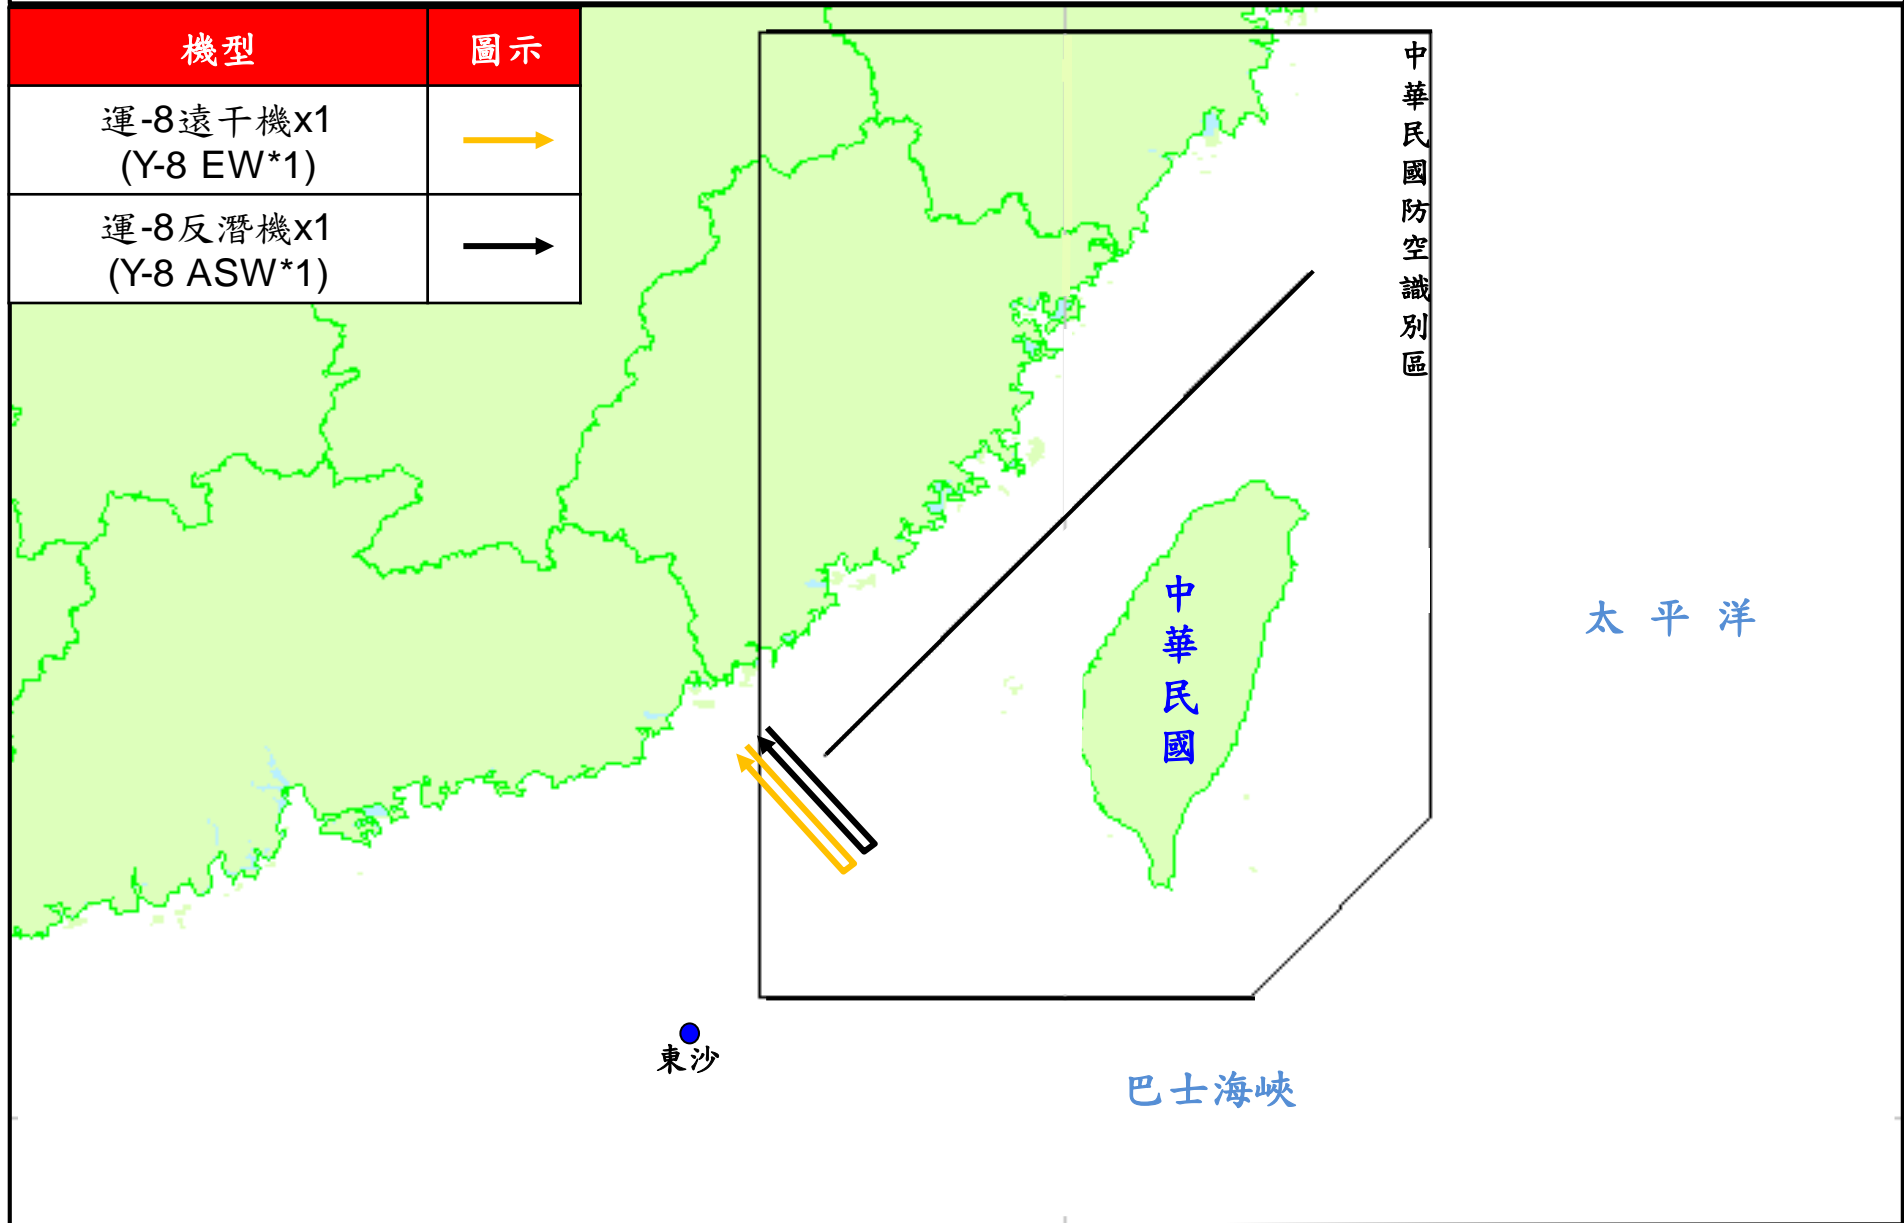 機型
圖示
運-8遠干機x1
(Y-8 EW*1)
運-8反潛機x1
(Y-8 ASW*1)
中華民國防空識別區
中華民國
太平洋
東沙
巴士海峽